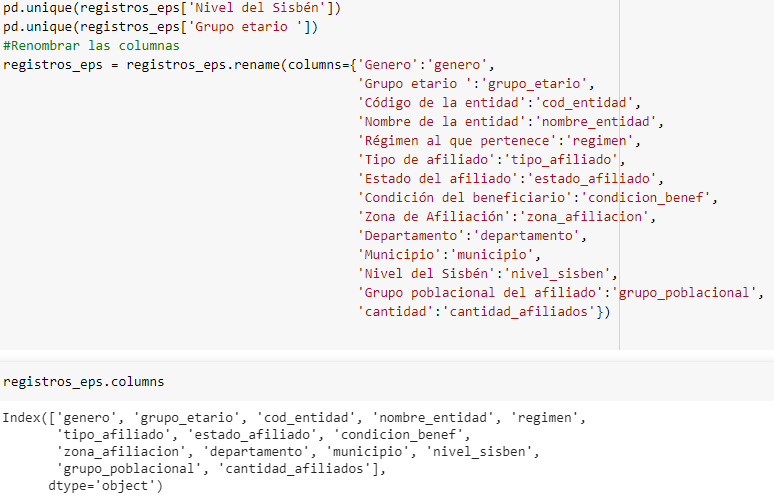 pd.unique(registros_eps['Nivel del Sisbén'])
pd.unique(registros_eps['Grupo etario '])
#Renombrar las columnas
registros_eps = registros_eps.rename(columns={'Genero':'genero',
'Grupo etario ':'grupo_etario',
'Código de la entidad':'cod_entidad',
'Nombre de la entidad':'nombre_entidad',
'Régimen al que pertenece':'regimen',
'Tipo de afiliado':'tipo_afiliado',
'Estado del afiliado':'estado_afiliado',
'Condición del beneficiario':'condicion_benef',
'Zona de Afiliación':'zona_afiliacion',
'Departamento':'departamento',
'Municipio':'municipio',
'Nivel del Sisbén':'nivel_sisben',
'Grupo poblacional del afiliado':'grupo_poblacional',
'cantidad':'cantidad_afiliados'})
registros_eps.columns
Index(['genero', 'grupo_etario', 'cod_entidad', 'nombre_entidad', 'regimen',
'tipo_afiliado', 'estado_afiliado', 'condicion_benef',
'zona_afiliacion', 'departamento', 'municipio', 'nivel_sisben',
'grupo_poblacional', 'cantidad_afiliados'],
dtype='object')